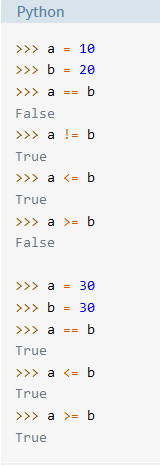 Python
>>> a = 10
>>> b = 20
>>> a == b
False
>>> a != b
True
>>> a <= b
True
>>> a >= b
False
>>> a = 30
>>> b = 30
>>> a == b
True
>>> a <= b
True
>>> a >= b
True